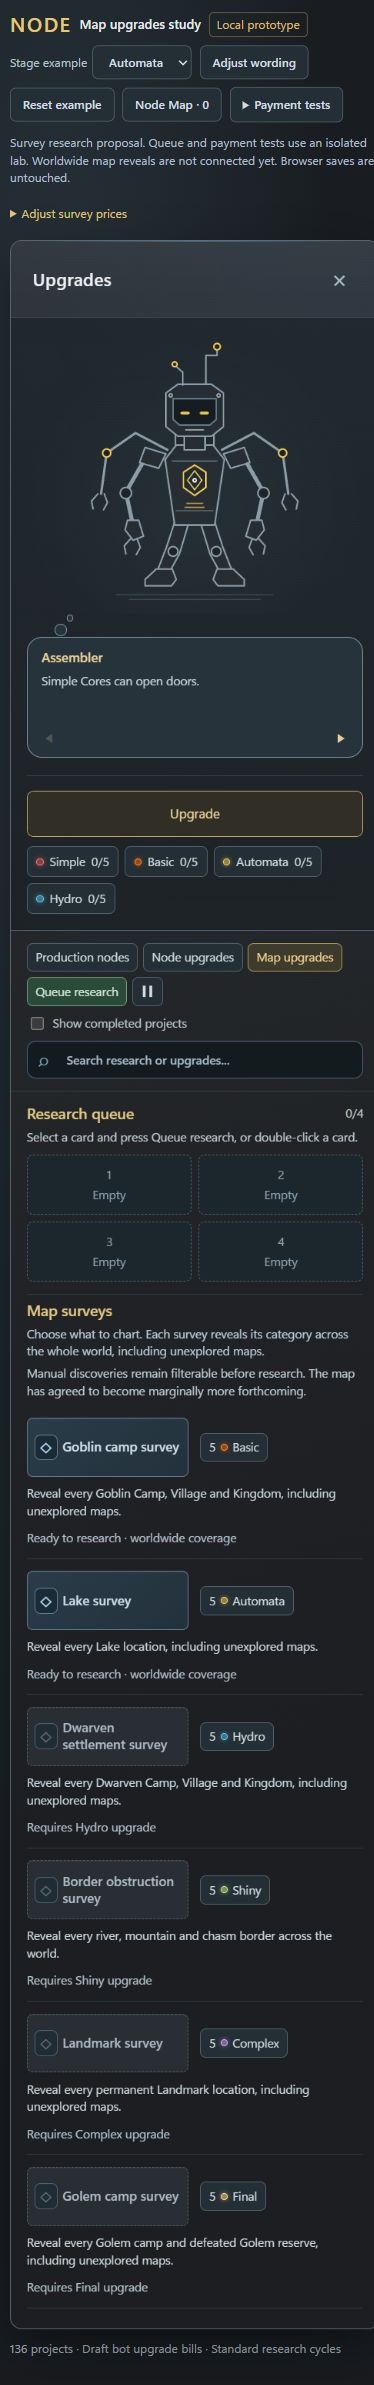 NODE Map upgrades study Local prototype
Stage example Automata Adjust wording
Reset example Node Map · 0 Payment tests
Survey research proposal. Queue and payment tests use an isolated
lab. Worldwide map reveals are not connected yet. Browser saves are
untouched.
Adjust survey prices
Upgrades
Assembler
Simple Cores can open doors.
Upgrade
Simple 0/5 Basic 0/5 Automata 0/5
Hydro 0/5
Production nodes Node upgrades Map upgrades
Queue research
Show completed projects
Search research or upgrades...
Research queue 0/4
Select a card and press Queue research, or double-click a card.
1 2
Empty Empty
3 4
Empty Empty
Map surveys
Choose what to chart. Each survey reveals its category across
the whole world, including unexplored maps.
Manual discoveries remain filterable before research. The map
has agreed to become marginally more forthcoming.
Goblin camp survey 5 Basic
Reveal every Goblin Camp, Village and Kingdom, including
unexplored maps.
Ready to research · worldwide coverage
Lake survey 5 Automata
Reveal every Lake location, including unexplored maps.
Ready to research · worldwide coverage
Dwarven
settlement survey 5 Hydro
Reveal every Dwarven Camp, Village and Kingdom, including
unexplored maps.
Requires Hydro upgrade
Border obstruction
survey 5 Shiny
Reveal every river, mountain and chasm border across the
world.
Requires Shiny upgrade
Landmark survey 5 Complex
Reveal every permanent Landmark location, including
unexplored maps.
Requires Complex upgrade
Golem camp survey 5 Final
Reveal every Golem camp and defeated Golem reserve,
including unexplored maps.
Requires Final upgrade
136 projects · Draft bot upgrade bills · Standard research cycles